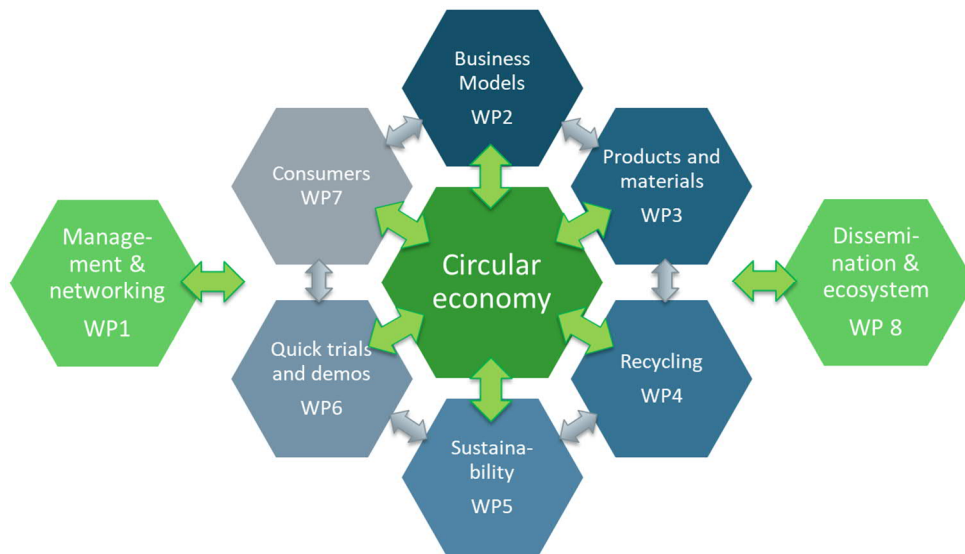 Business
Models
WP2
Consumers
WP7
Products and
materials
WP3
Manage-
ment &
networking
WP1
Circular
economy
Dissemi-
nation &
ecosystem
WP 8
Quick trials
and demos
WP6
Recycling
WP4
Sustaina-
bility
WP5